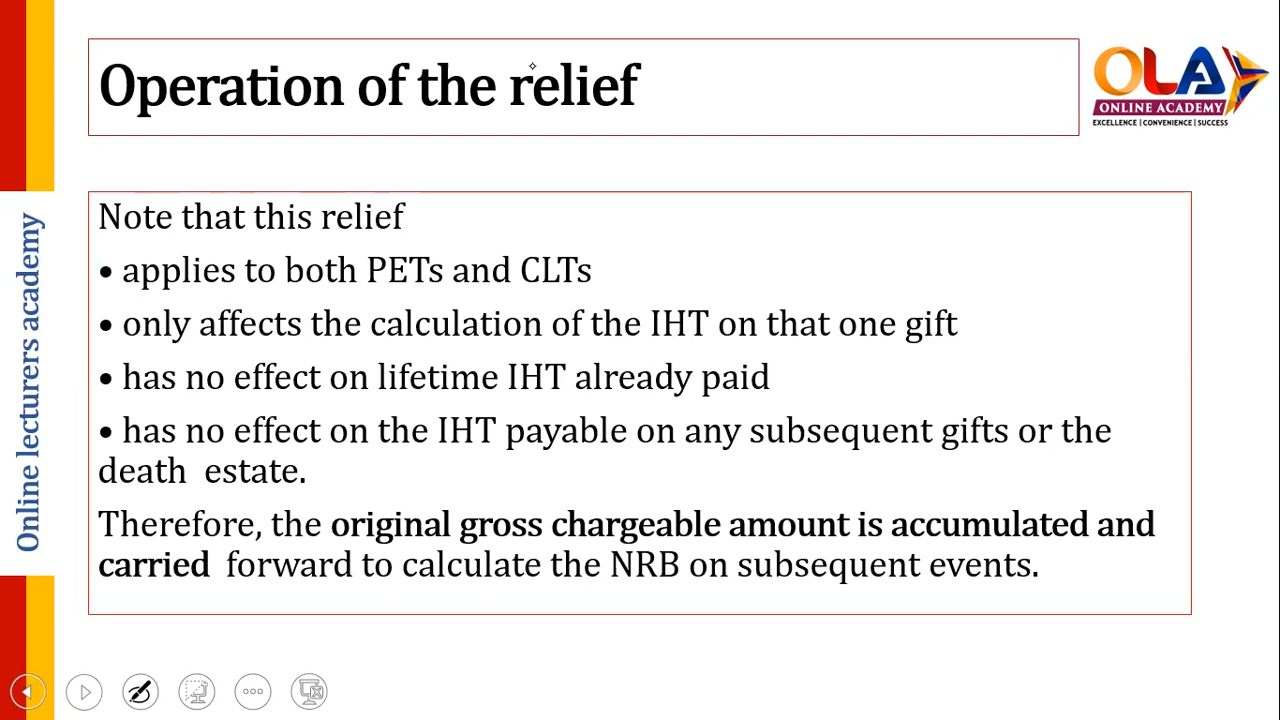 Operation of the relief
OLA
ONLINE ACADEMY
EXCELLENCE | CONVENIENCE | SUCCESS
Online lecturers academy
Note that this relief
• applies to both PETs and CLTs
• only affects the calculation of the IHT on that one gift
• has no effect on lifetime IHT already paid
• has no effect on the IHT payable on any subsequent gifts or the
death estate.
Therefore, the original gross chargeable amount is accumulated and
carried forward to calculate the NRB on subsequent events.